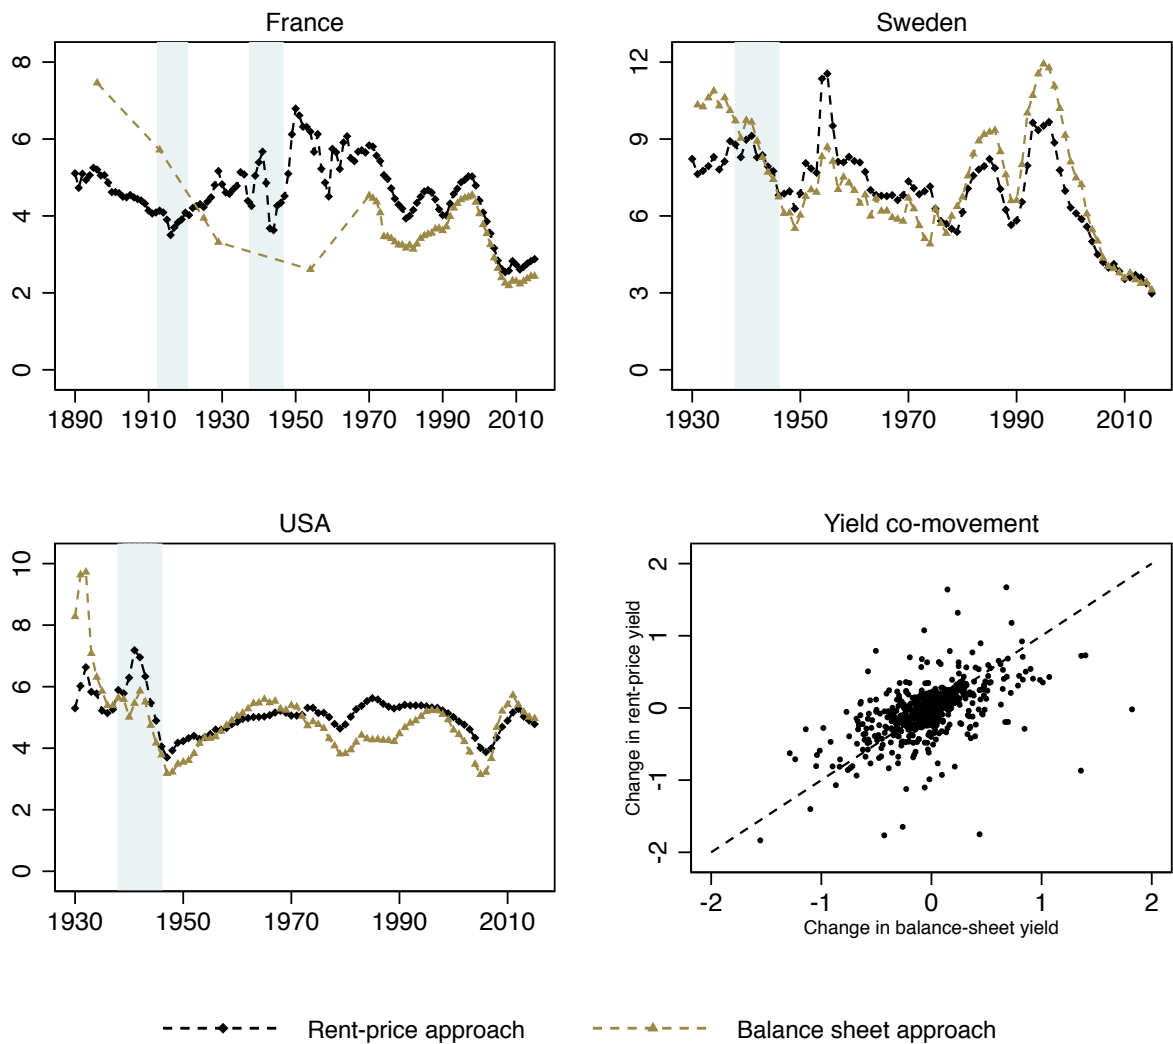 France
8
6
4
2
0
1890 1910 1930 1950 1970 1990 2010
Sweden
12
9
6
3
0
1930 1950 1970 1990 2010
USA
10
8
6
4
2
0
1930 1950 1970 1990 2010
Yield co-movement
Change in rent-price yield
2
1
0
-1
-2
-2 -1 0 1 2
Change in balance-sheet yield
Rent-price approach
Balance sheet approach